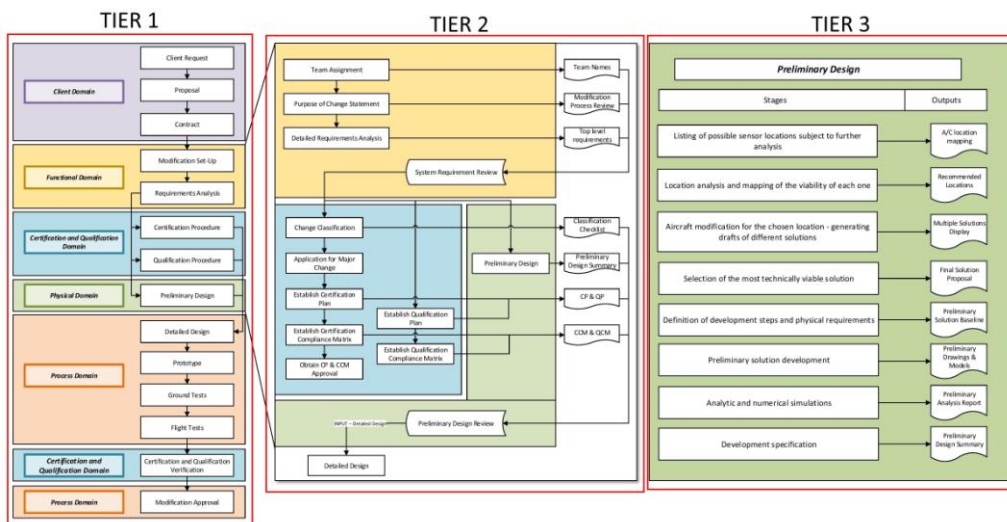 TIER 1
Client Domain
Client Request
Proposal
Contract
Functional Domain
Modification Set-Up
Requirements Analysis
Certification and Qualification
Domain
Certification Procedure
Qualification Procedure
Physical Domain
Preliminary Design
Process Domain
Detailed Design
Prototype
Ground Tests
Flight Tests
Certification and
Qualification Domain
Certification and Qualification
Verification
Process Domain
Modification Approval
TIER 2
Team Assignment
Team Names
Purpose of Change Statement
Modification
Process Review
Detailed Requirements Analysis
Top level
requirements
System Requirement Review
Change Classification
Classification
Checklist
Application for Major
Change
Preliminary Design
Preliminary
Design Summary
Establish Certification
Plan
CP & QP
Establish Qualification
Plan
Establish Certification
Compliance Matrix
CCM & QCM
Establish Qualification
Compliance Matrix
Obtain CP & CCM
Approval
INPUT – Detailed Design
Preliminary Design Review
Detailed Design
TIER 3
Preliminary Design
Stages
Outputs
Listing of possible sensor locations subject to further
analysis
A/C location
mapping
Location analysis and mapping of the viability of each one
Recommended
Locations
Aircraft modification for the chosen location - generating
drafts of different solutions
Multiple Solutions
Display
Selection of the most technically viable solution
Final Solution
Proposal
Definition of development steps and physical requirements
Preliminary
Solution Baseline
Preliminary solution development
Preliminary
Drawings &
Models
Analytic and numerical simulations
Preliminary
Analysis Report
Development specification
Preliminary
Design Summary